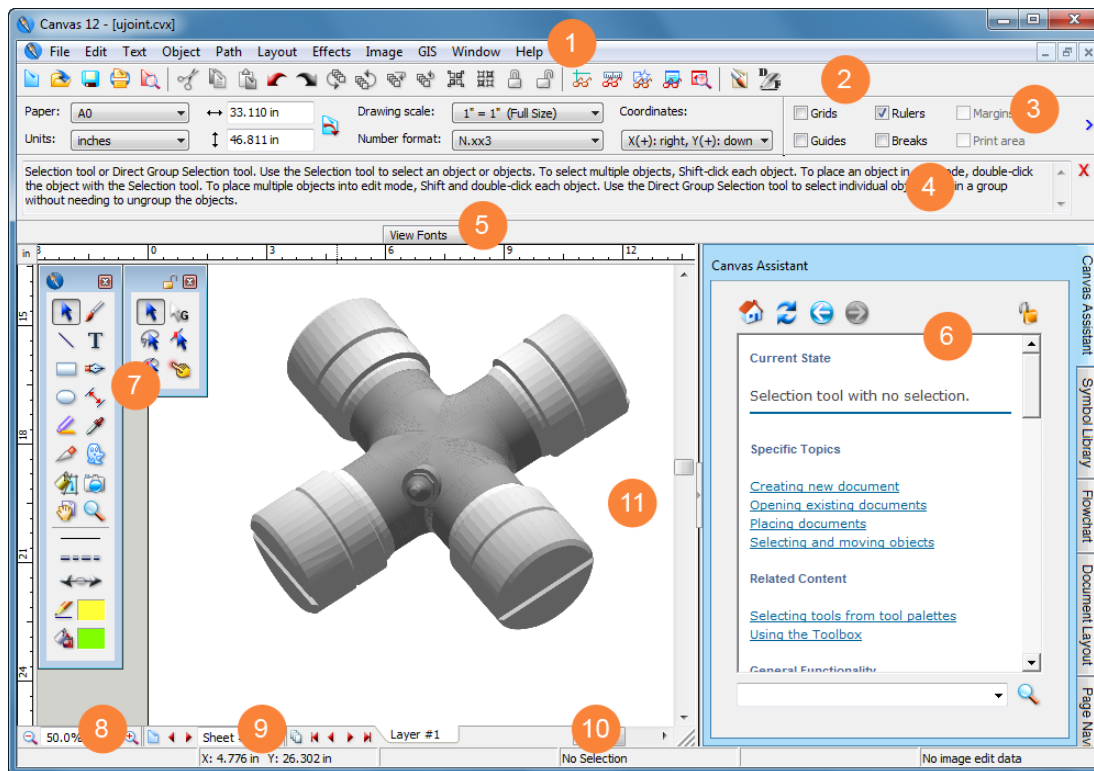 Canvas 12 - [ujoint.cvx]
File Edit Text Object Path Layout Effects Image GIS Window Help
1
2
Paper: A0 33.110 in Drawing scale: 1" = 1" (Full Size) Coordinates: Grids Rulers Margins
3
Units: inches 46.811 in Number format: N.xx3 X(+): right, Y(+): down Guides Breaks Print area
Selection tool or Direct Group Selection tool. Use the Selection tool to select an object or objects. To select multiple objects, Shift-click each object. To place an object in mode, double-click
the object with the Selection tool. To place multiple objects into edit mode, Shift and double-click each object. Use the Direct Group Selection tool to select individual in a group
without needing to ungroup the objects.
4
View Fonts
5
in 0 3 6 9 12
15
18
21
24
T
G
7
11
Canvas Assistant
6
Current State
Selection tool with no selection.
Specific Topics
Creating new document
Opening existing documents
Placing documents
Selecting and moving objects
Related Content
Selecting tools from tool palettes
Using the Toolbox
General Functionality
Canvas Assistant
Symbol Library
Flowchart
Document Layout
Page Navi
50.0% 8 Sheet 9 Layer #1 10
X: 4.776 in Y: 26.302 in No Selection No image edit data